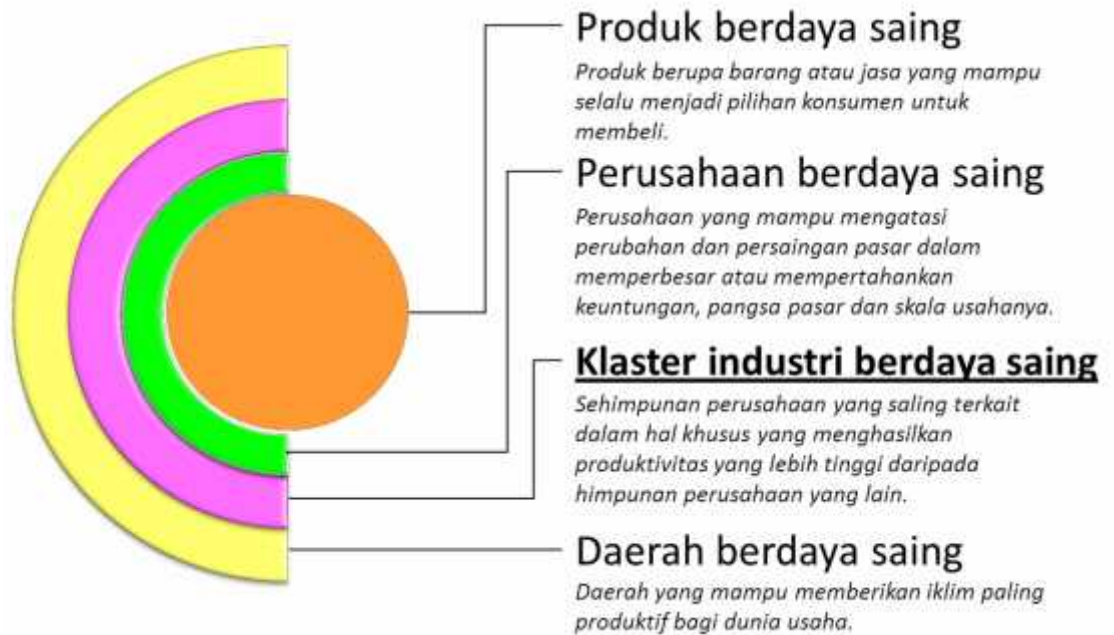 Produk berdaya saing
Produk berupa barang atau jasa yang mampu
selalu menjadi pilihan konsumen untuk
membeli.
Perusahaan berdaya saing
Perusahaan yang mampu mengatasi
perubahan dan persaingan pasar dalam
memperbesar atau mempertahankan
keuntungan, pangsa pasar dan skala usahanya.
Klaster industri berdaya saing
Sehimpunan perusahaan yang saling terkait
dalam hal khusus yang menghasilkan
produktivitas yang lebih tinggi daripada
himpunan perusahaan yang lain.
Daerah berdaya saing
Daerah yang mampu memberikan iklim paling
produktif bagi dunia usaha.